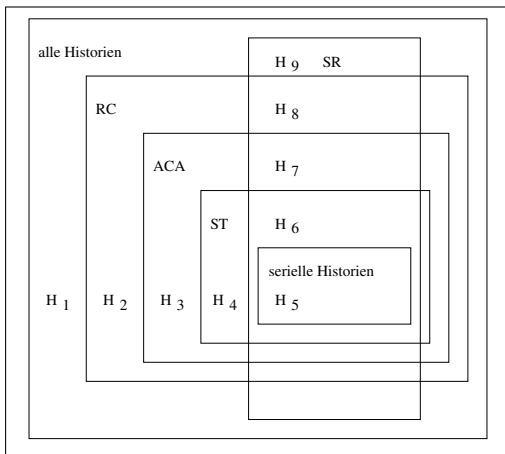 alle Historien
H 9 SR
RC
H 8
ACA
H 7
ST
H 6
serielle Historien
H 1 H 2 H 3 H 4 H 5